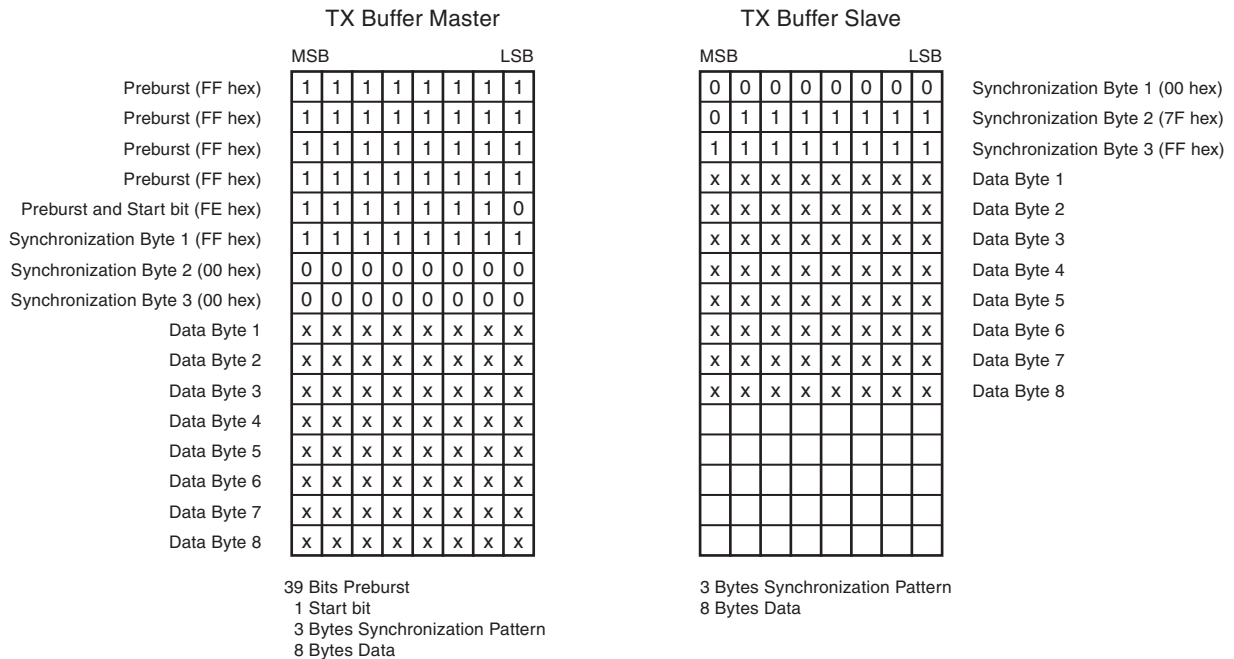 TX Buffer Master
MSB LSB
Preburst (FF hex) 1 1 1 1 1 1 1 1
Preburst (FF hex) 1 1 1 1 1 1 1 1
Preburst (FF hex) 1 1 1 1 1 1 1 1
Preburst (FF hex) 1 1 1 1 1 1 1 1
Preburst and Start bit (FE hex) 1 1 1 1 1 1 1 0
Synchronization Byte 1 (FF hex) 1 1 1 1 1 1 1 1
Synchronization Byte 2 (00 hex) 0 0 0 0 0 0 0 0
Synchronization Byte 3 (00 hex) 0 0 0 0 0 0 0 0
Data Byte 1 x x x x x x x x
Data Byte 2 x x x x x x x x
Data Byte 3 x x x x x x x x
Data Byte 4 x x x x x x x x
Data Byte 5 x x x x x x x x
Data Byte 6 x x x x x x x x
Data Byte 7 x x x x x x x x
Data Byte 8 x x x x x x x x
39 Bits Preburst
1 Start bit
3 Bytes Synchronization Pattern
8 Bytes Data
TX Buffer Slave
MSB LSB
0 0 0 0 0 0 0 0 Synchronization Byte 1 (00 hex)
0 1 1 1 1 1 1 1 Synchronization Byte 2 (7F hex)
1 1 1 1 1 1 1 1 Synchronization Byte 3 (FF hex)
x x x x x x x x Data Byte 1
x x x x x x x x Data Byte 2
x x x x x x x x Data Byte 3
x x x x x x x x Data Byte 4
x x x x x x x x Data Byte 5
x x x x x x x x Data Byte 6
x x x x x x x x Data Byte 7
x x x x x x x x Data Byte 8
3 Bytes Synchronization Pattern
8 Bytes Data